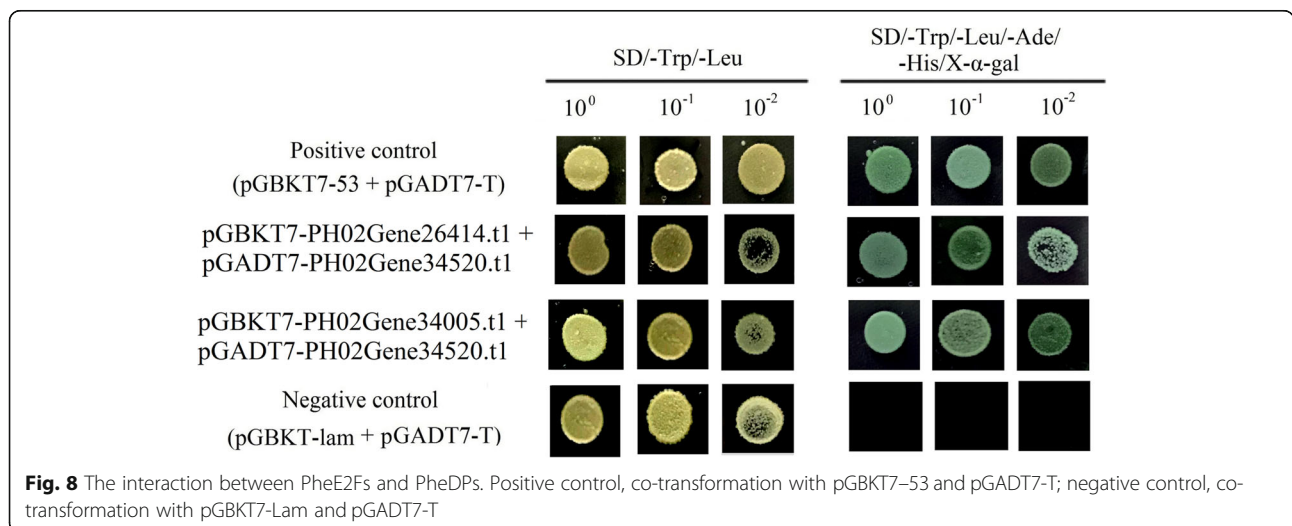 SD/-Trp/-Leu
SD/-Trp/-Leu/-Ade/
-His/X-α-gal
10⁰ 10⁻¹ 10⁻² 10⁰ 10⁻¹ 10⁻²
Positive control
(pGBKT7-53 + pGADT7-T)
pGBKT7-PH02Gene26414.t1 +
pGADT7-PH02Gene34520.t1
pGBKT7-PH02Gene34005.t1 +
pGADT7-PH02Gene34520.t1
Negative control
(pGBKT-lam + pGADT7-T)
Fig. 8 The interaction between PheE2Fs and PheDPs. Positive control, co-transformation with pGBKT7–53 and pGADT7-T; negative control, co-
transformation with pGBKT7-Lam and pGADT7-T